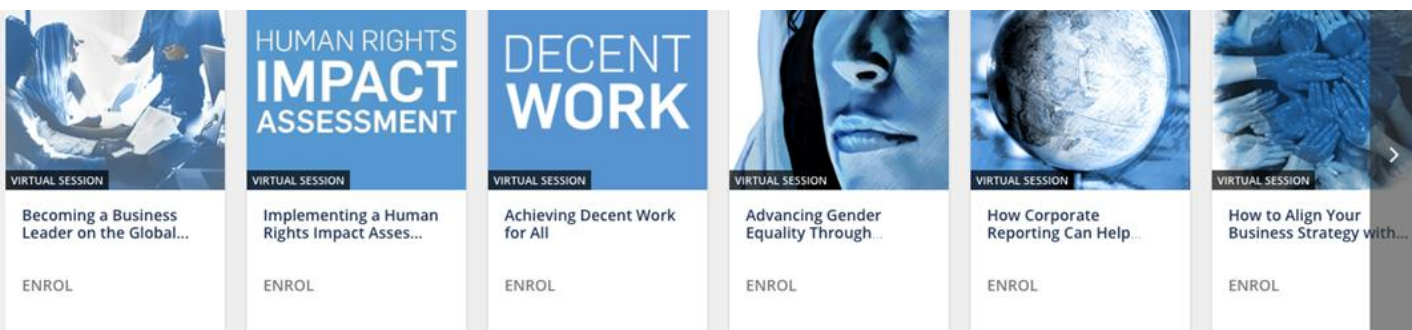 HUMAN RIGHTS
IMPACT
ASSESSMENT
DECENT
WORK
VIRTUAL SESSION
VIRTUAL SESSION
VIRTUAL SESSION
VIRTUAL SESSION
VIRTUAL SESSION
VIRTUAL SESSION
Becoming a Business
Leader on the Global...
Implementing a Human
Rights Impact Asses...
Achieving Decent Work
for All
Advancing Gender
Equality Through...
How Corporate
Reporting Can Help...
How to Align Your
Business Strategy with...
ENROL
ENROL
ENROL
ENROL
ENROL
ENROL